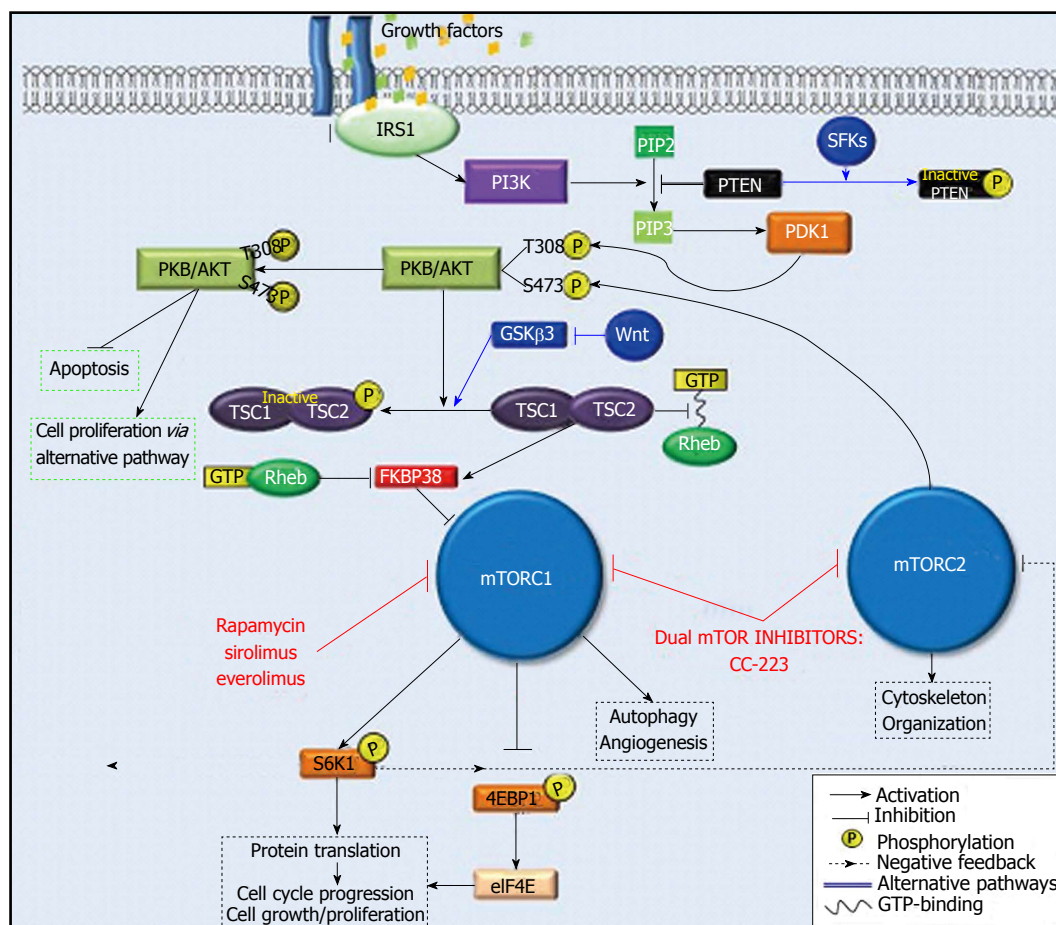 Growth factors
IRS1
PI3K
PIP2
PTEN
SFKs
Inactive
PTEN
P
PIP3
PDK1
PKB/AKT
T308
P
S473
P
PKB/AKT
T308
P
S473
P
GSKβ3
Wnt
Apoptosis
Cell proliferation via
alternative pathway
TSC1
Inactive
TSC2
P
TSC1
TSC2
GTP
Rheb
GTP
Rheb
FKBP38
mTORC1
mTORC2
Rapamycin
sirolimus
everolimus
Dual mTOR INHIBITORS:
CC-223
Autophagy
Angiogenesis
Cytoskeleton
Organization
S6K1
P
4EBP1
P
eIF4E
Protein translation
Cell cycle progression
Cell growth/proliferation
Activation
Inhibition
P
Phosphorylation
Negative feedback
Alternative pathways
GTP-binding